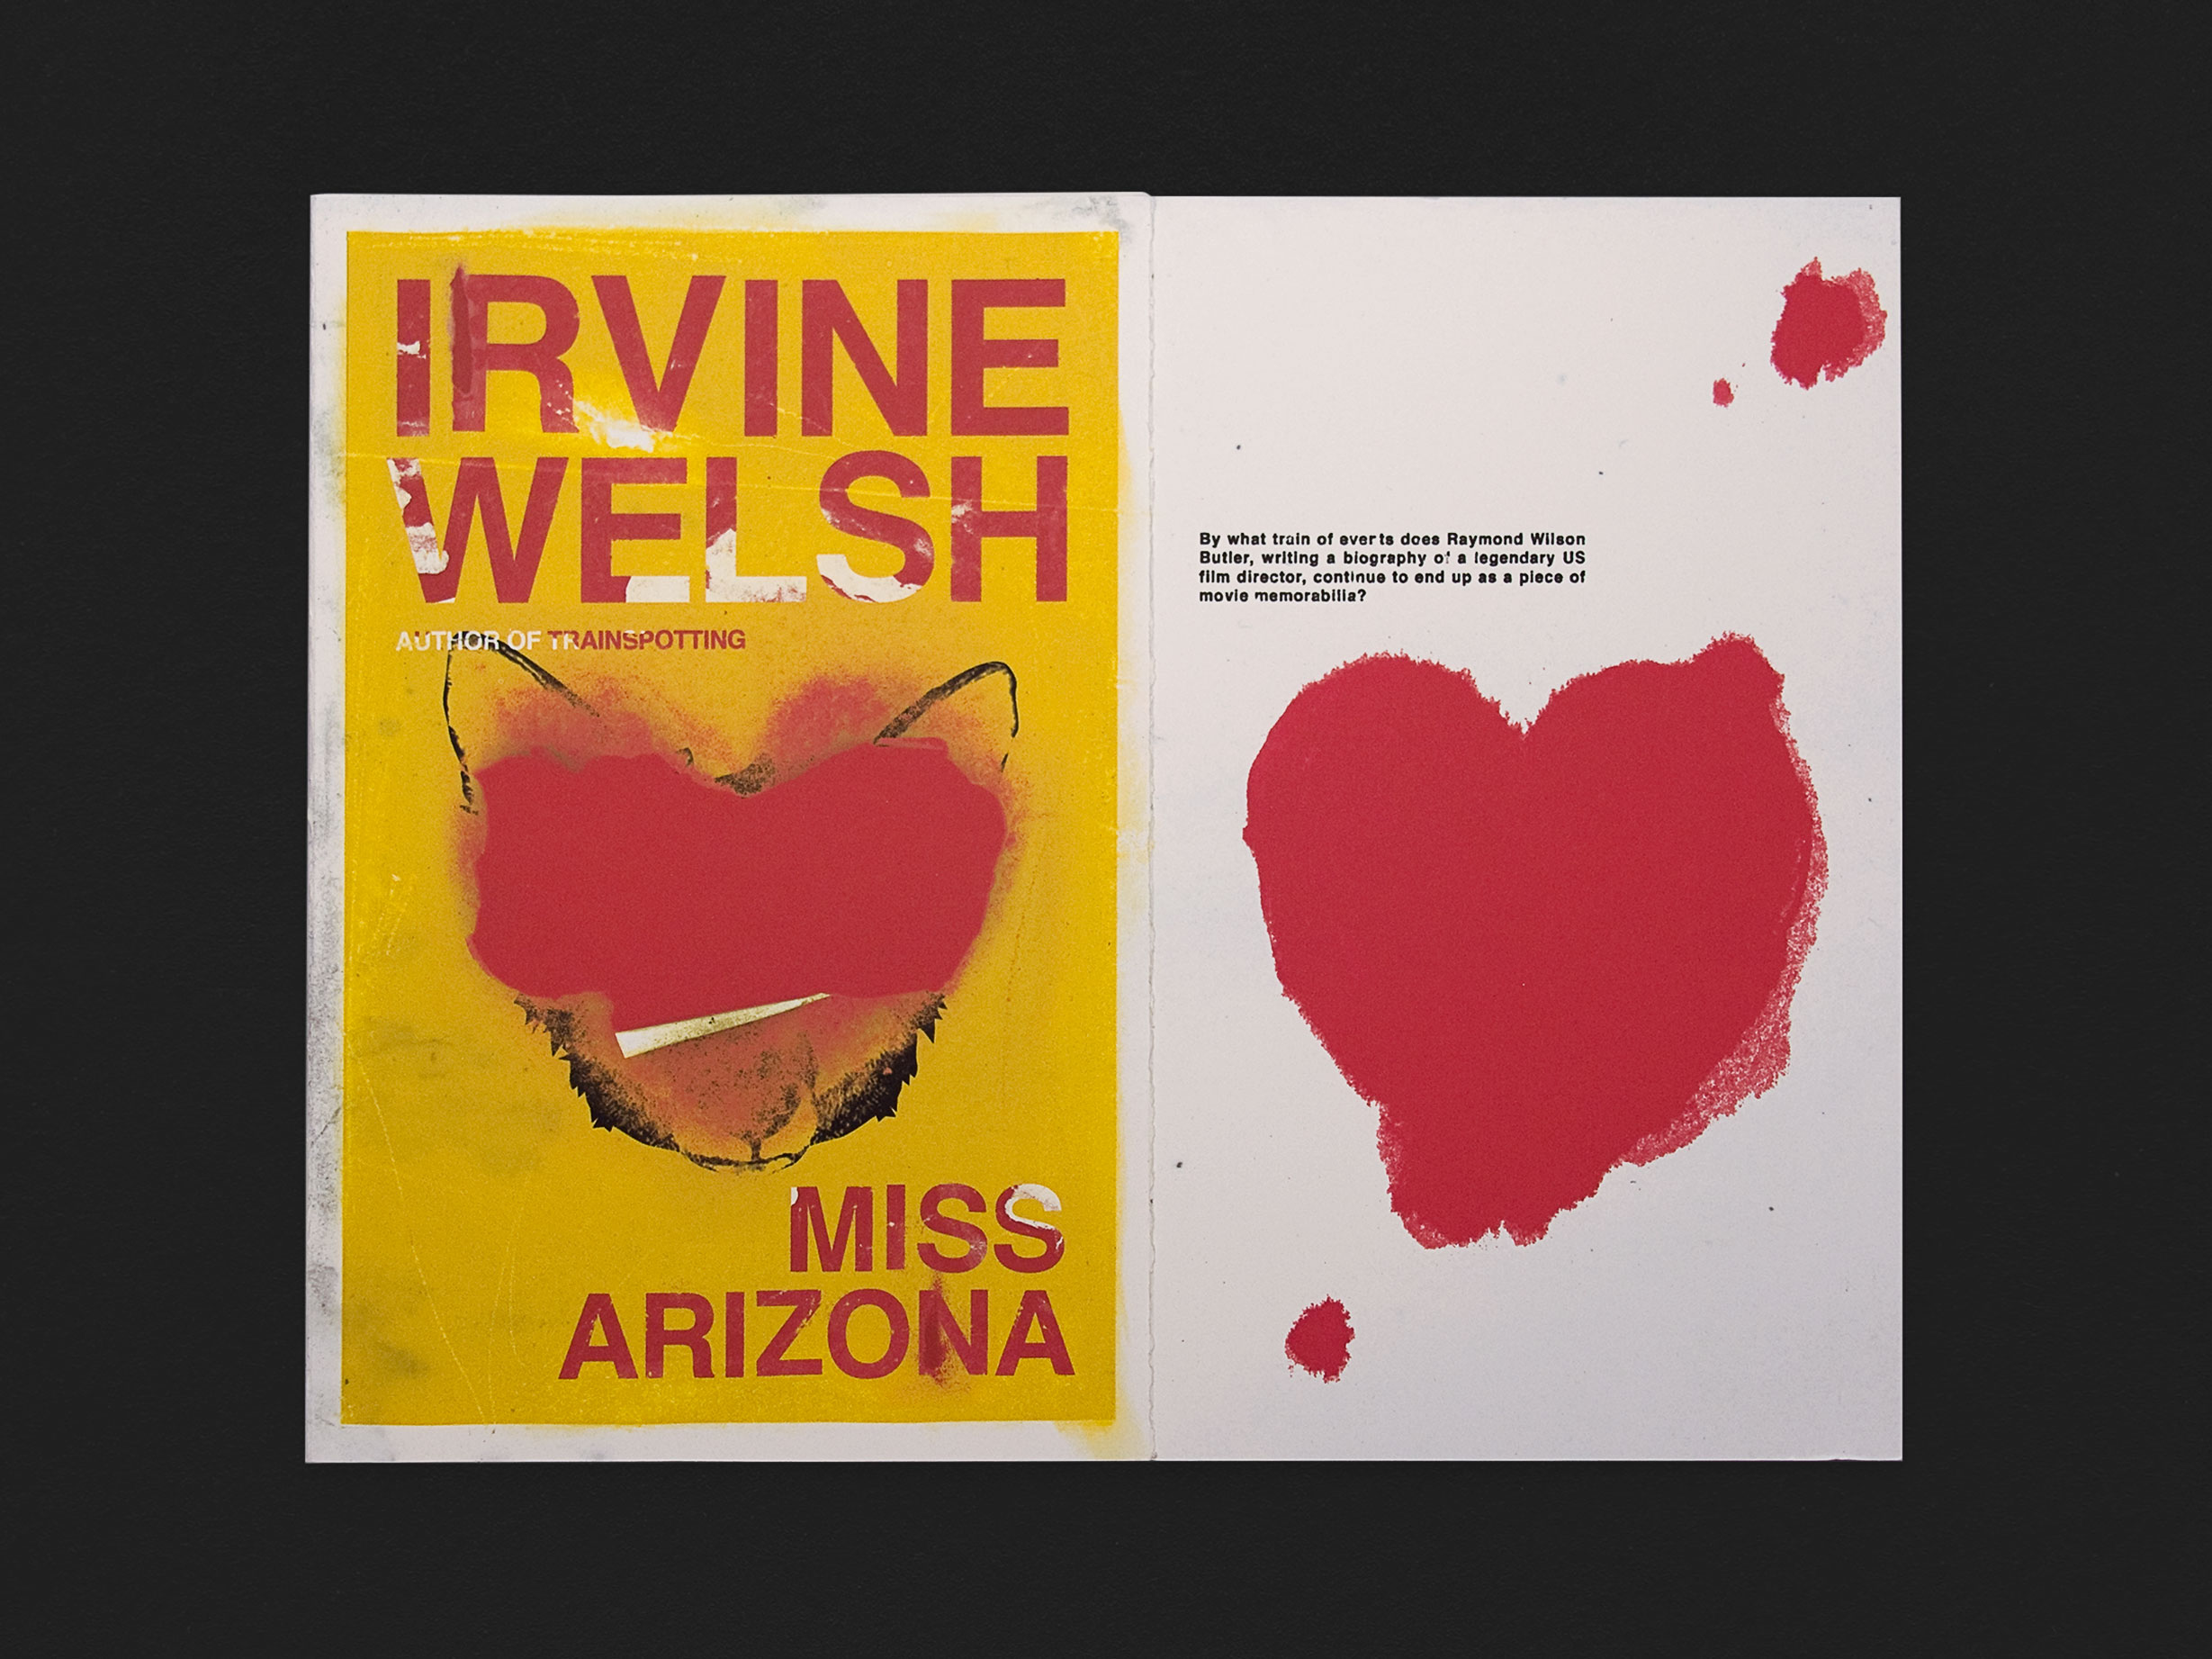 IRVINE
WELSH
AUTHOR OF TRAINSPOTTING
MISS
ARIZONA
By what train of events does Raymond Wilson
Butler, writing a biography of a legendary US
film director, continue to end up as a piece of
movie memorabilia?